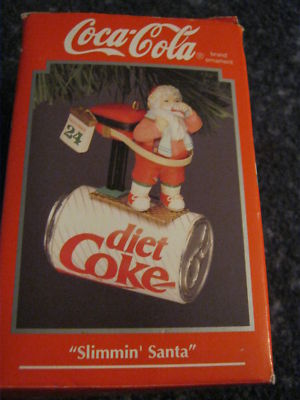 Coca-Cola®
brand
ornament
24
diet
Coke
"Slimmin' Santa"